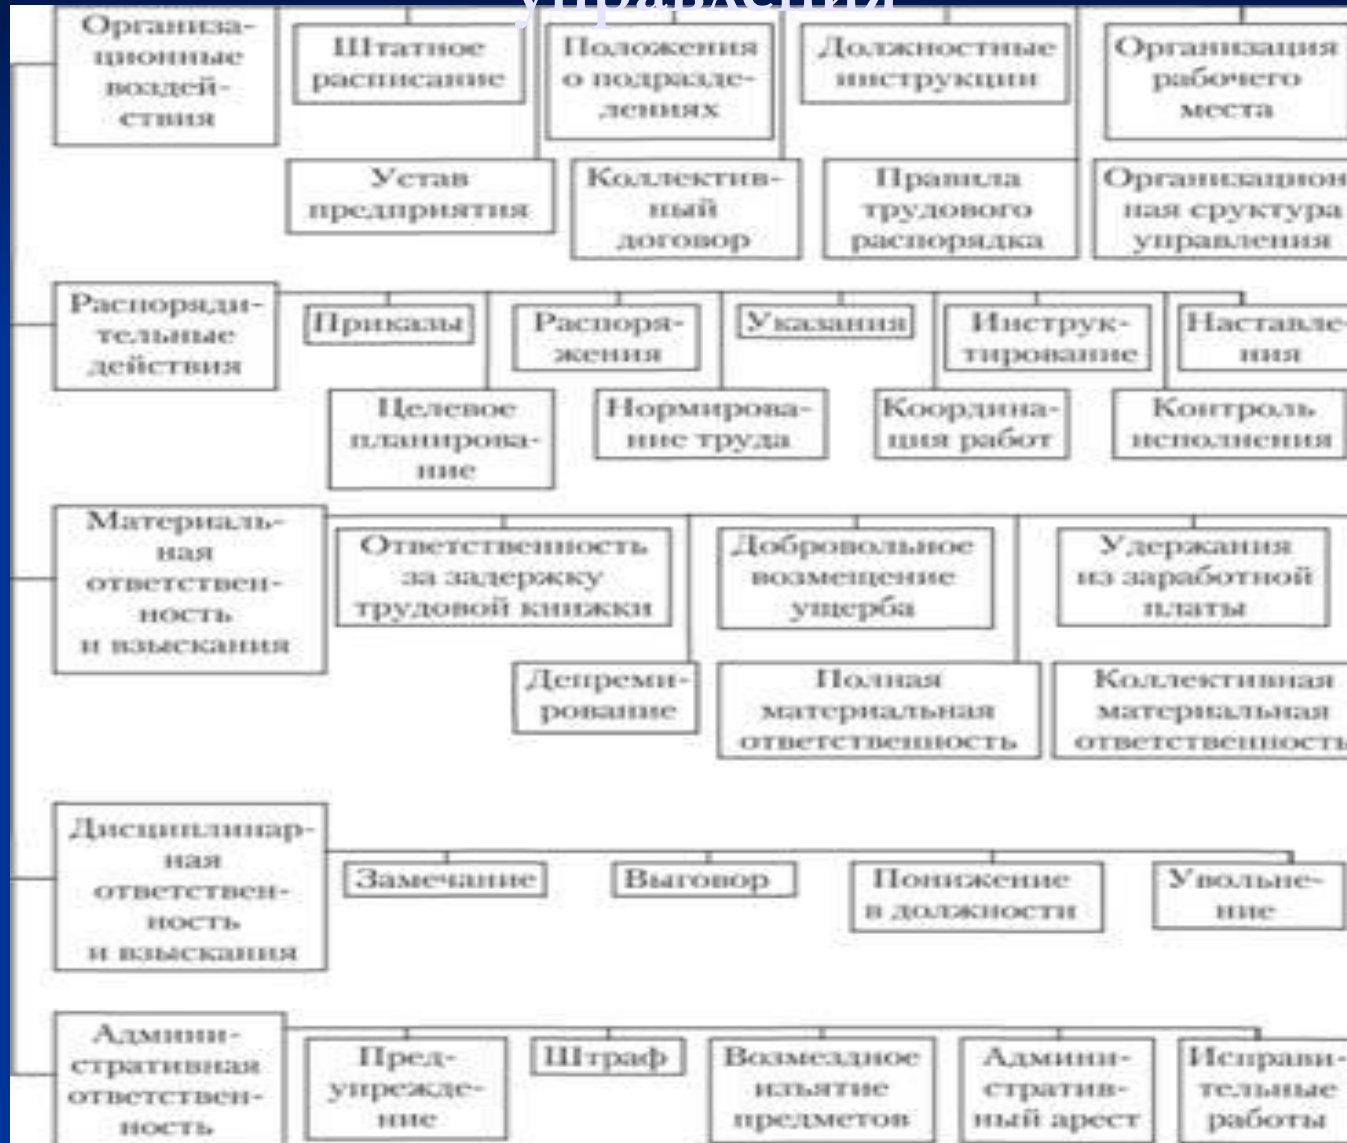 управления
Организа-
ционные
воздей-
ствия
Штатное
расписание
Положения
о подразде-
лениях
Должностные
инструкции
Организация
рабочего
места
Устав
предприятия
Коллектив-
ный
договор
Правила
трудового
распорядка
Организацион
ная сруктура
управления
Распоряди-
тельные
действия
Приказы
Распоря-
жения
Указания
Инструк-
тирование
Наставле-
ния
Целевое
планирова-
ние
Нормирова-
ние труда
Координа-
ция работ
Контроль
исполнения
Материаль-
ная
ответствен-
ность
и взыскания
Ответственность
за задержку
трудовой книжки
Добровольное
возмещение
ущерба
Удержания
из заработной
платы
Депреми-
рование
Полная
материальная
ответственность
Коллективная
материальная
ответственность
Дисциплинар-
ная
ответствен-
ность
и взыскания
Замечание
Выговор
Понижение
в должности
Увольне-
ние
Админи-
стративная
ответствен-
ность
Пред-
упрежде-
ние
Штраф
Возмездное
изъятие
предметов
Админи-
стратив-
ный арест
Исправи-
тельные
работы